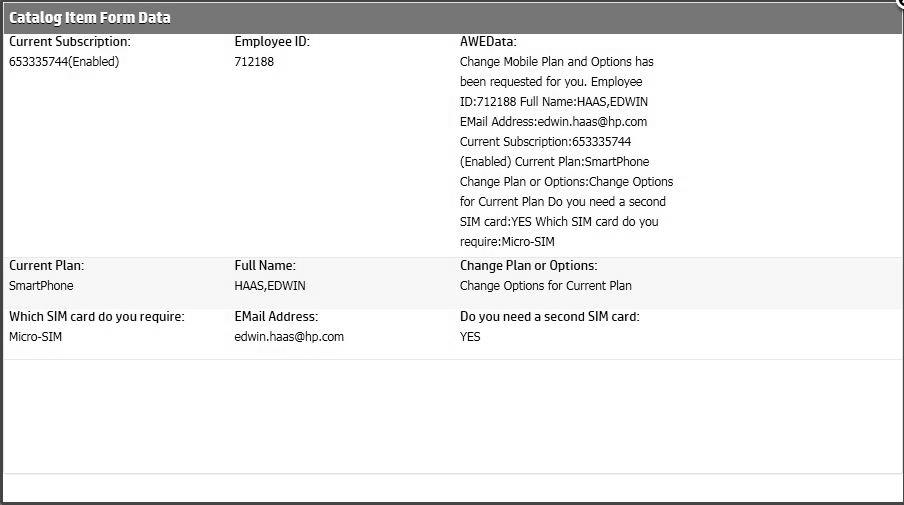 Catalog Item Form Data
Current Subscription:
653335744(Enabled)
Employee ID:
712188
AWEData:
Change Mobile Plan and Options has
been requested for you. Employee
ID:712188 Full Name:HAAS,EDWIN
EMail Address:edwin.haas@hp.com
Current Subscription:653335744
(Enabled) Current Plan:SmartPhone
Change Plan or Options:Change Options
for Current Plan Do you need a second
SIM card:YES Which SIM card do you
require:Micro-SIM
Current Plan:
SmartPhone
Full Name:
HAAS,EDWIN
Change Plan or Options:
Change Options for Current Plan
Which SIM card do you require:
Micro-SIM
EMail Address:
edwin.haas@hp.com
Do you need a second SIM card:
YES